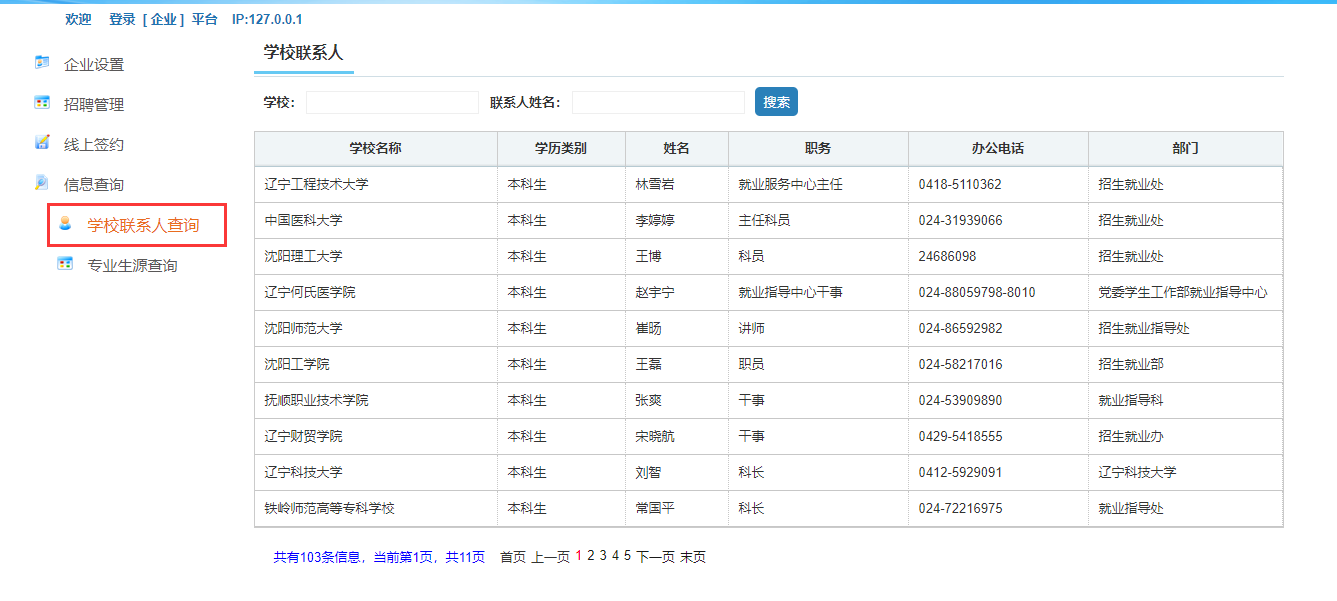 欢迎 登录 [ 企业 ] 平台 IP:127.0.0.1
企业设置
招聘管理
线上签约
信息查询
学校联系人查询
专业生源查询
学校联系人
学校: 联系人姓名: 搜索
学校名称 学历类别 姓名 职务 办公电话 部门
辽宁工程技术大学 本科生 林雪岩 就业服务中心主任 0418-5110362 招生就业处
中国医科大学 本科生 李婷婷 主任科员 024-31939066 招生就业处
沈阳理工大学 本科生 王博 科员 24686098 招生就业处
辽宁何氏医学院 本科生 赵宇宁 就业指导中心干事 024-88059798-8010 党委学生工作部就业指导中心
沈阳师范大学 本科生 崔旸 讲师 024-86592982 招生就业指导处
沈阳工学院 本科生 王磊 职员 024-58217016 招生就业部
抚顺职业技术学院 本科生 张爽 干事 024-53909890 就业指导科
辽宁财贸学院 本科生 宋晓航 干事 0429-5418555 招生就业办
辽宁科技大学 本科生 刘智 科长 0412-5929091 辽宁科技大学
铁岭师范高等专科学校 本科生 常国平 科长 024-72216975 就业指导处
共有103条信息，当前第1页，共11页 首页 上一页 1 2 3 4 5 下一页 末页